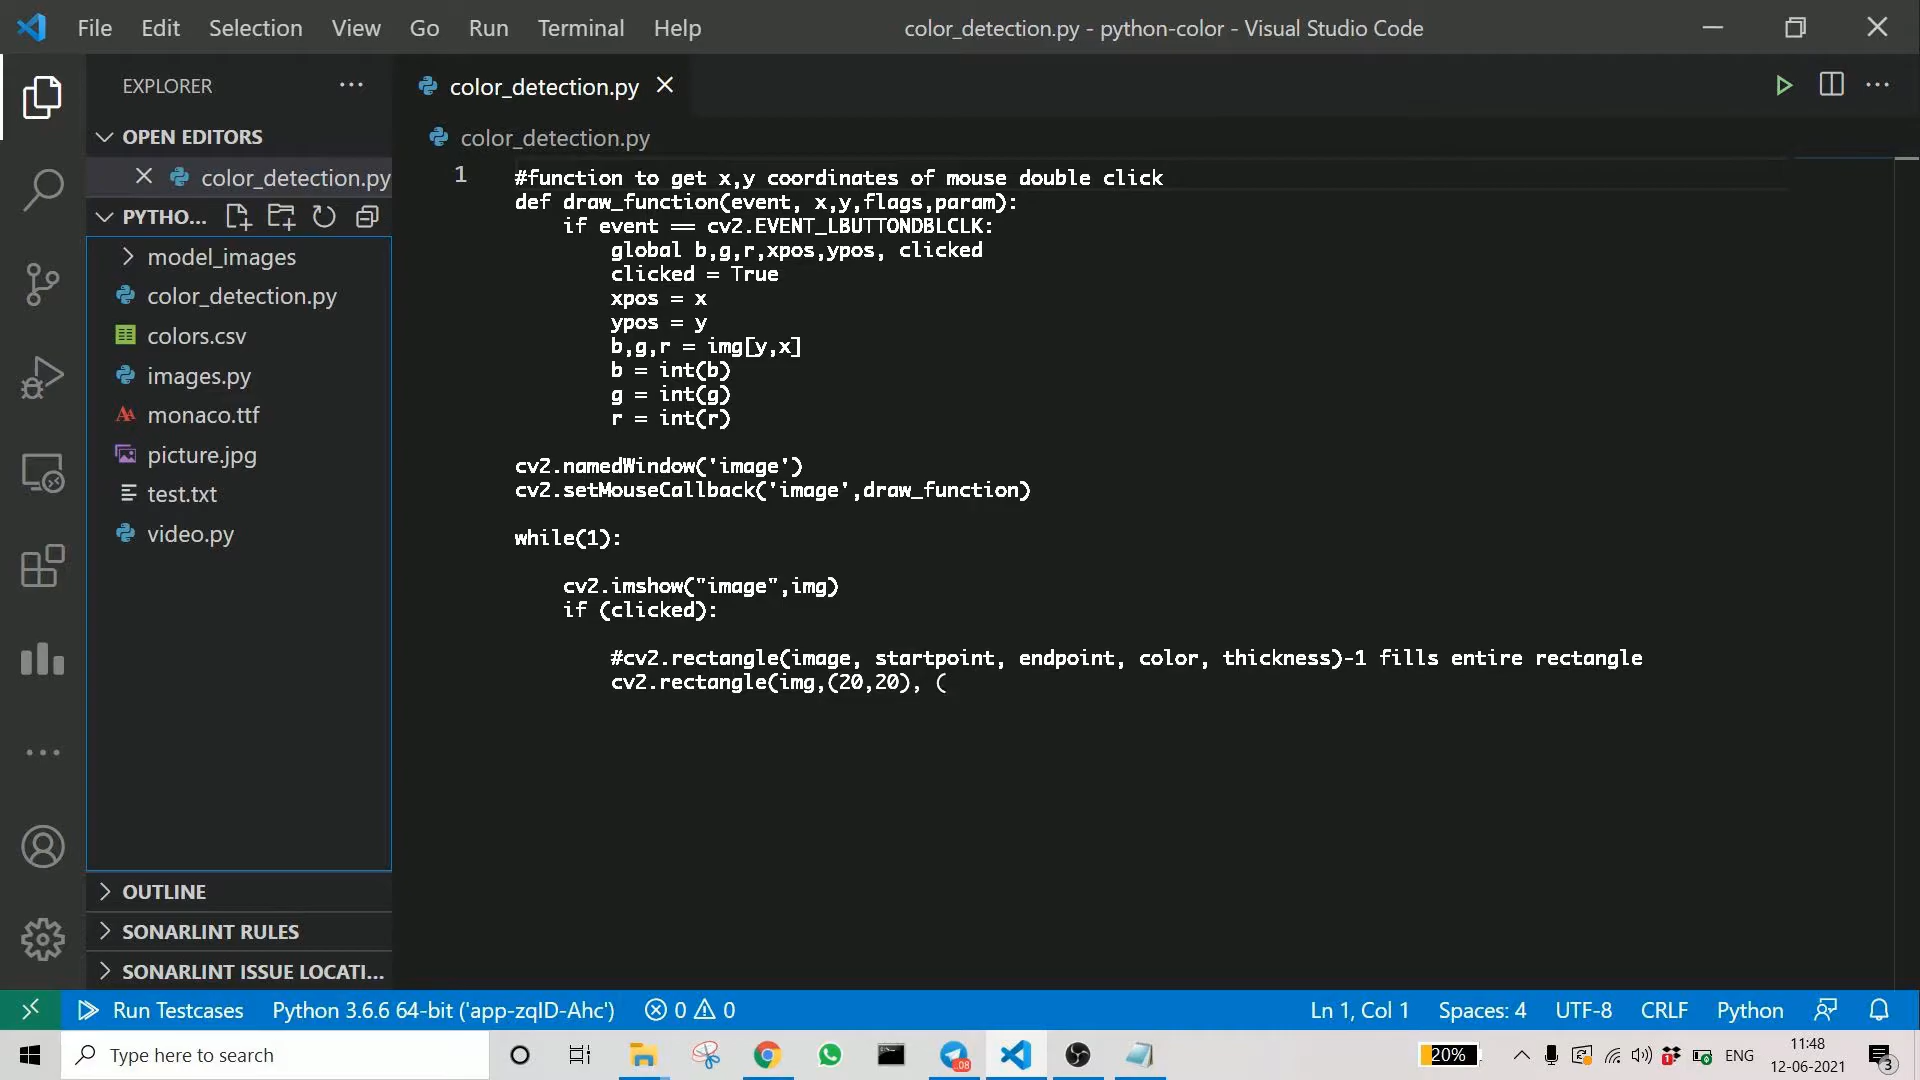 File Edit Selection View Go Run Terminal Help color_detection.py - python-color - Visual Studio Code
EXPLORER
OPEN EDITORS
color_detection.py
PYTHO...
model_images
color_detection.py
colors.csv
images.py
monaco.ttf
picture.jpg
test.txt
video.py
OUTLINE
SONARLINT RULES
SONARLINT ISSUE LOCATI...
color_detection.py
color_detection.py
1
#function to get x,y coordinates of mouse double click
def draw_function(event, x,y,flags,param):
    if event == cv2.EVENT_LBUTTONDBLCLK:
        global b,g,r,xpos,ypos, clicked
        clicked = True
        xpos = x
        ypos = y
        b,g,r = img[y,x]
        b = int(b)
        g = int(g)
        r = int(r)
cv2.namedWindow('image')
cv2.setMouseCallback('image',draw_function)
while(1):
    cv2.imshow("image",img)
    if (clicked):
        #cv2.rectangle(image, startpoint, endpoint, color, thickness)-1 fills entire rectangle
        cv2.rectangle(img,(20,20), (
Run Testcases Python 3.6.6 64-bit ('app-zqID-Ahc') 0 0 Ln 1, Col 1 Spaces: 4 UTF-8 CRLF Python
Type here to search
.08
20%
1
ENG
11:48
12-06-2021
3